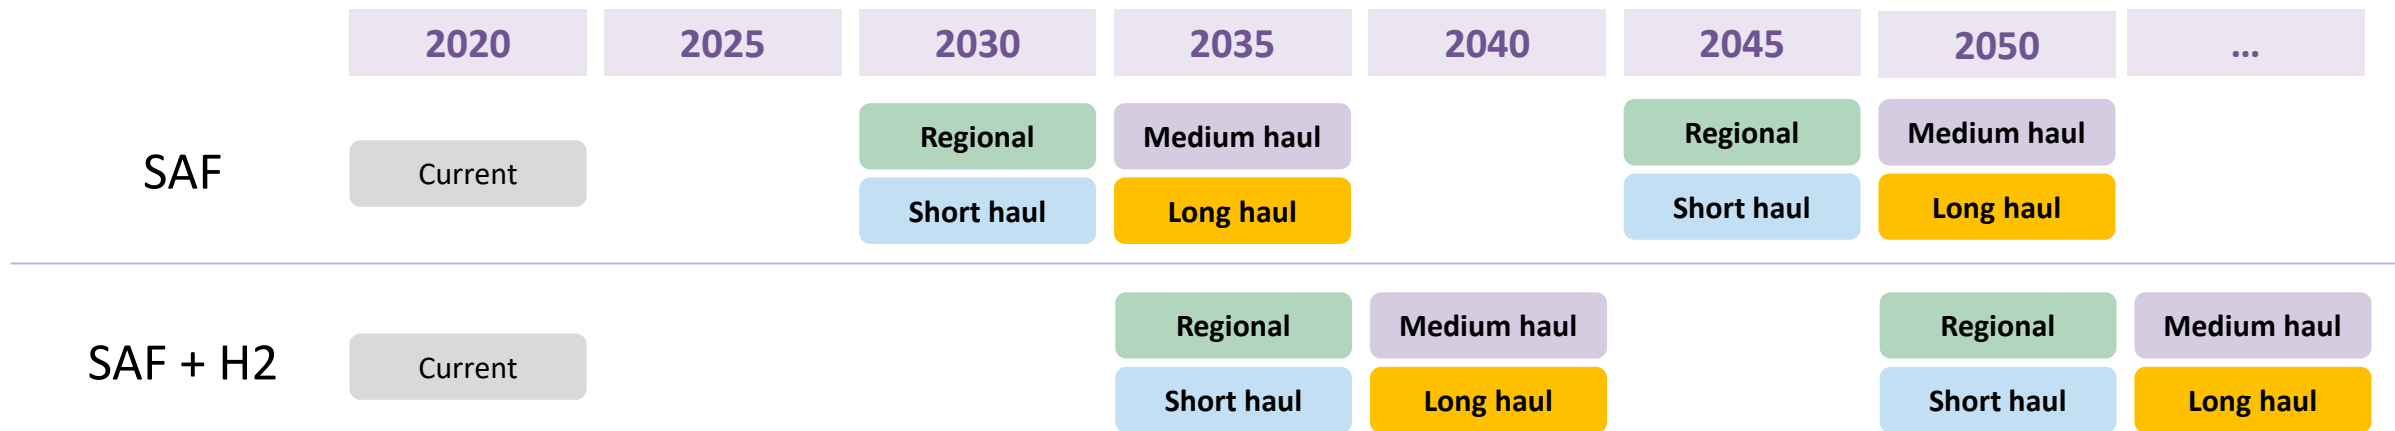 2020 2025 2030 2035 2040 2045 2050 ...
Regional Medium haul Regional Medium haul
SAF Current
Short haul Long haul Short haul Long haul
Regional Medium haul Regional Medium haul
SAF + H2 Current
Short haul Long haul Short haul Long haul